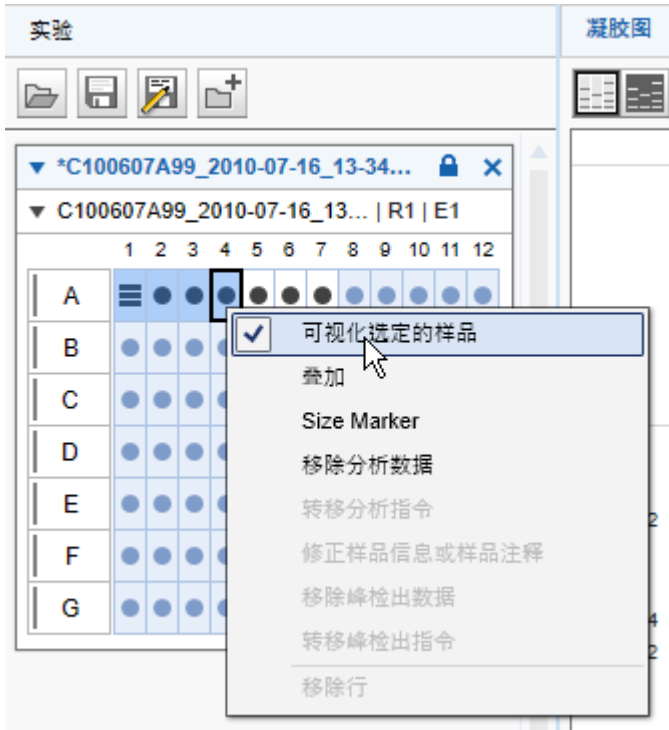 实验
凝胶图
*C100607A99_2010-07-16_13-34...
C100607A99_2010-07-16_13... | R1 | E1
1 2 3 4 5 6 7 8 9 10 11 12
A
可视化选定的样品
B
叠加
C
Size Marker
D
移除分析数据
E
转移分析指令
2
F
修正样品信息或样品注释
移除峰检出数据
G
4
转移峰检出指令
2
移除行